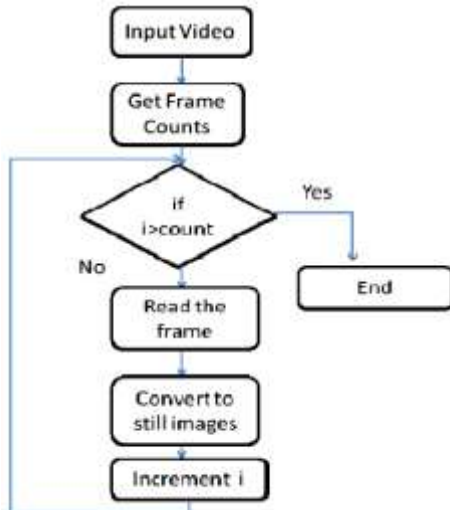 Input Video
Get Frame
Counts
if
i>count
Yes
No
End
Read the
frame
Convert to
still images
Increment i